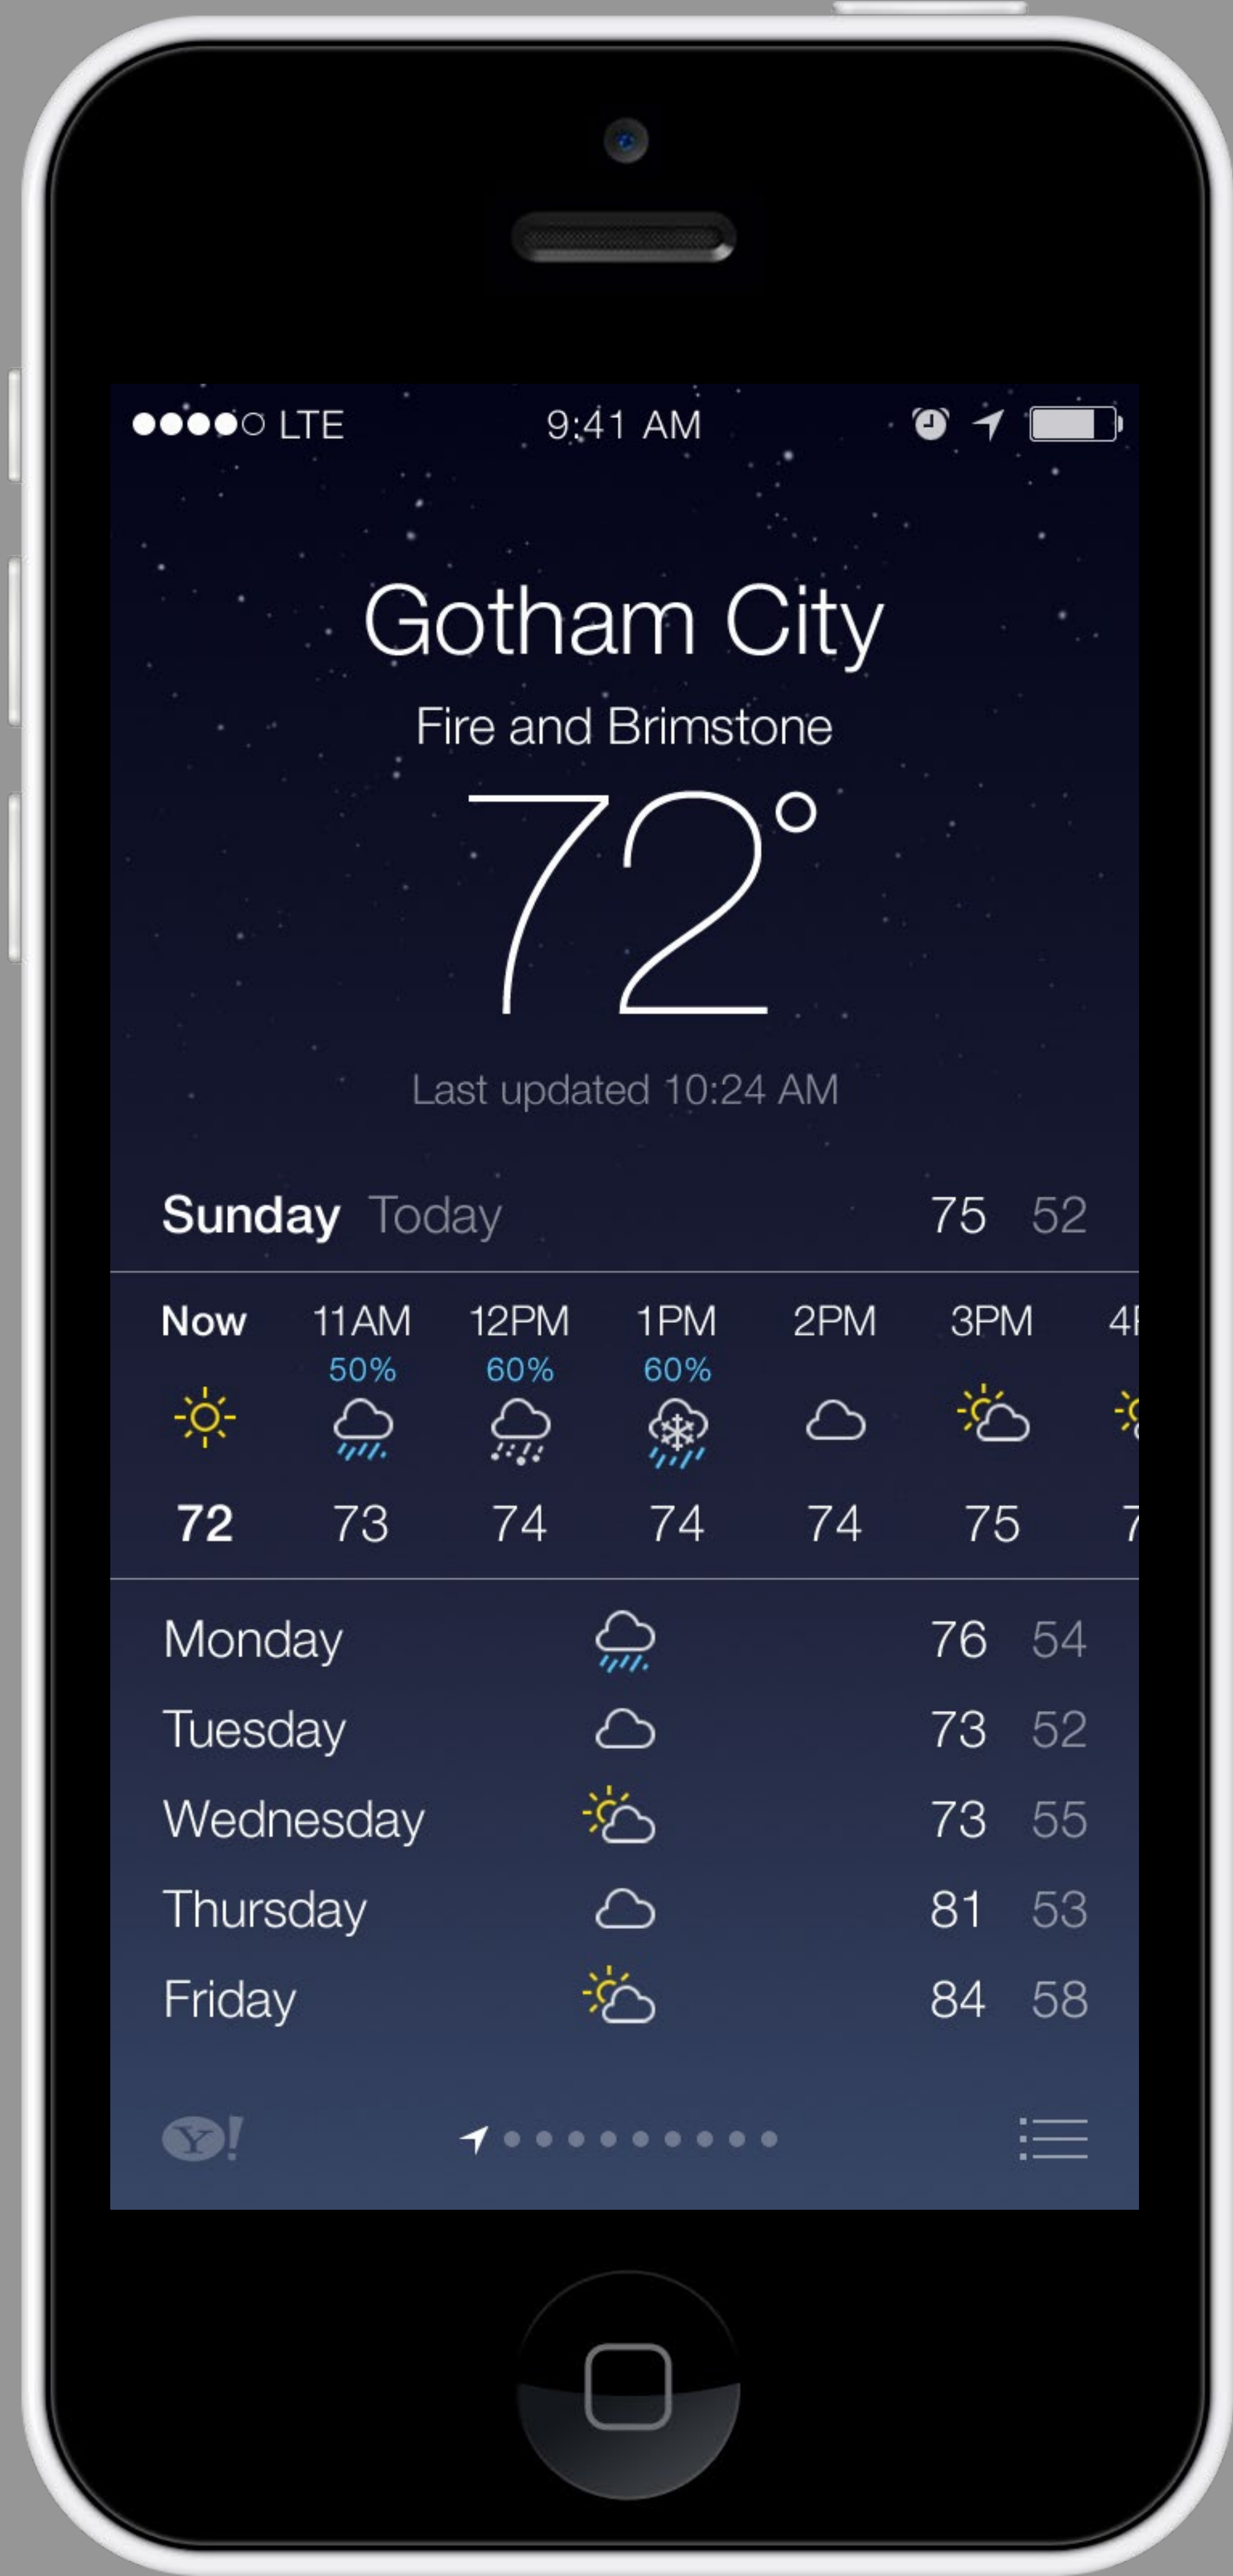 LTE 9:41 AM
Gotham City
Fire and Brimstone
72°
Last updated 10:24 AM
Sunday Today 75 52
Now 11AM 12PM 1PM 2PM 3PM
50% 60% 60%
72 73 74 74 74 75
Monday 76 54
Tuesday 73 52
Wednesday 73 55
Thursday 81 53
Friday 84 58
Y!